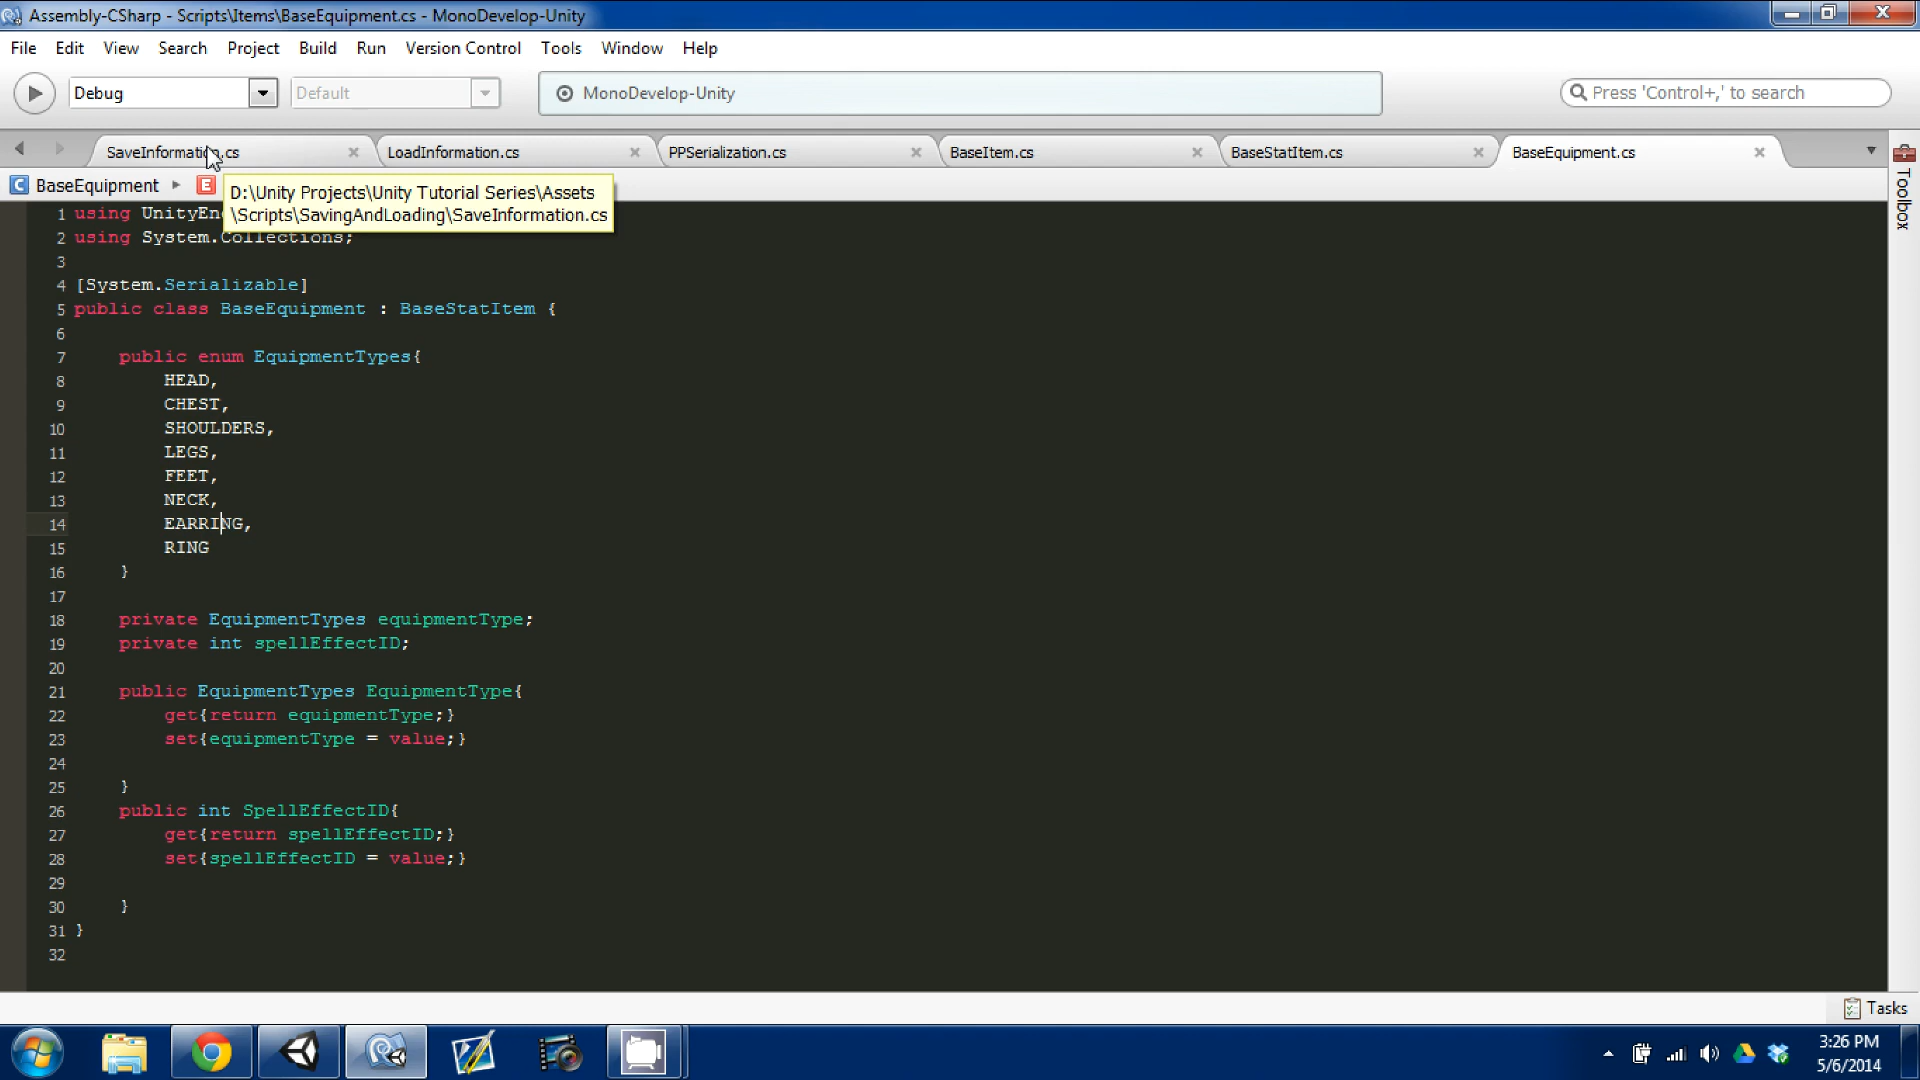 Assembly-CSharp - Scripts\Items\BaseEquipment.cs - MonoDevelop-Unity
File Edit View Search Project Build Run Version Control Tools Window Help
Debug Default MonoDevelop-Unity Press 'Control+,' to search
SaveInformation.cs LoadInformation.cs PPSerialization.cs BaseItem.cs BaseStatItem.cs BaseEquipment.cs
Toolbox
C BaseEquipment E
D:\Unity Projects\Unity Tutorial Series\Assets
\Scripts\SavingAndLoading\SaveInformation.cs
1 using UnityEn
2 using System.Collections;
3
4 [System.Serializable]
5 public class BaseEquipment : BaseStatItem {
6
7 public enum EquipmentTypes{
8 HEAD,
9 CHEST,
10 SHOULDERS,
11 LEGS,
12 FEET,
13 NECK,
14 EARRING,
15 RING
16 }
17
18 private EquipmentTypes equipmentType;
19 private int spellEffectID;
20
21 public EquipmentTypes EquipmentType{
22 get{return equipmentType;}
23 set{equipmentType = value;}
24
25 }
26 public int SpellEffectID{
27 get{return spellEffectID;}
28 set{spellEffectID = value;}
29
30 }
31 }
32
Tasks
3:26 PM
5/6/2014